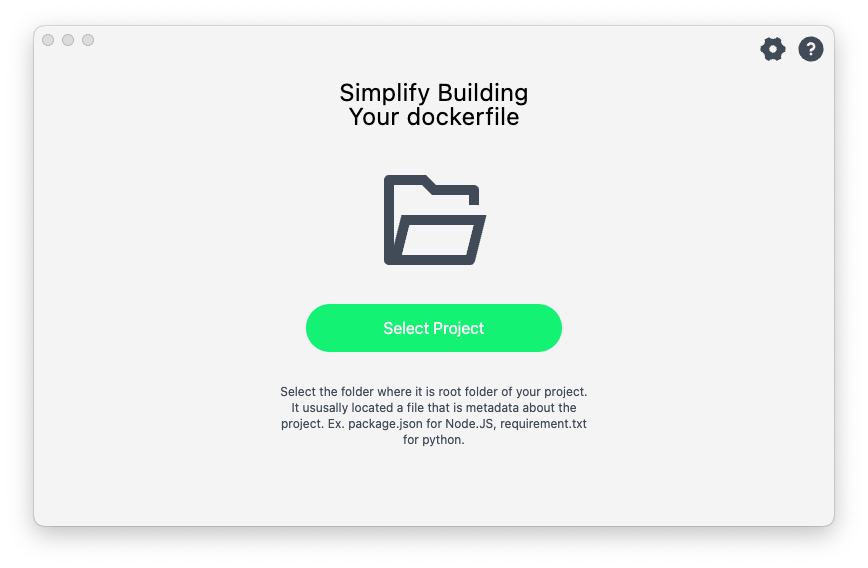 ?
Simplify Building
Your dockerfile
Select Project
Select the folder where it is root folder of your project.
It ususally located a file that is metadata about the
project. Ex. package.json for Node.JS, requirement.txt
for python.